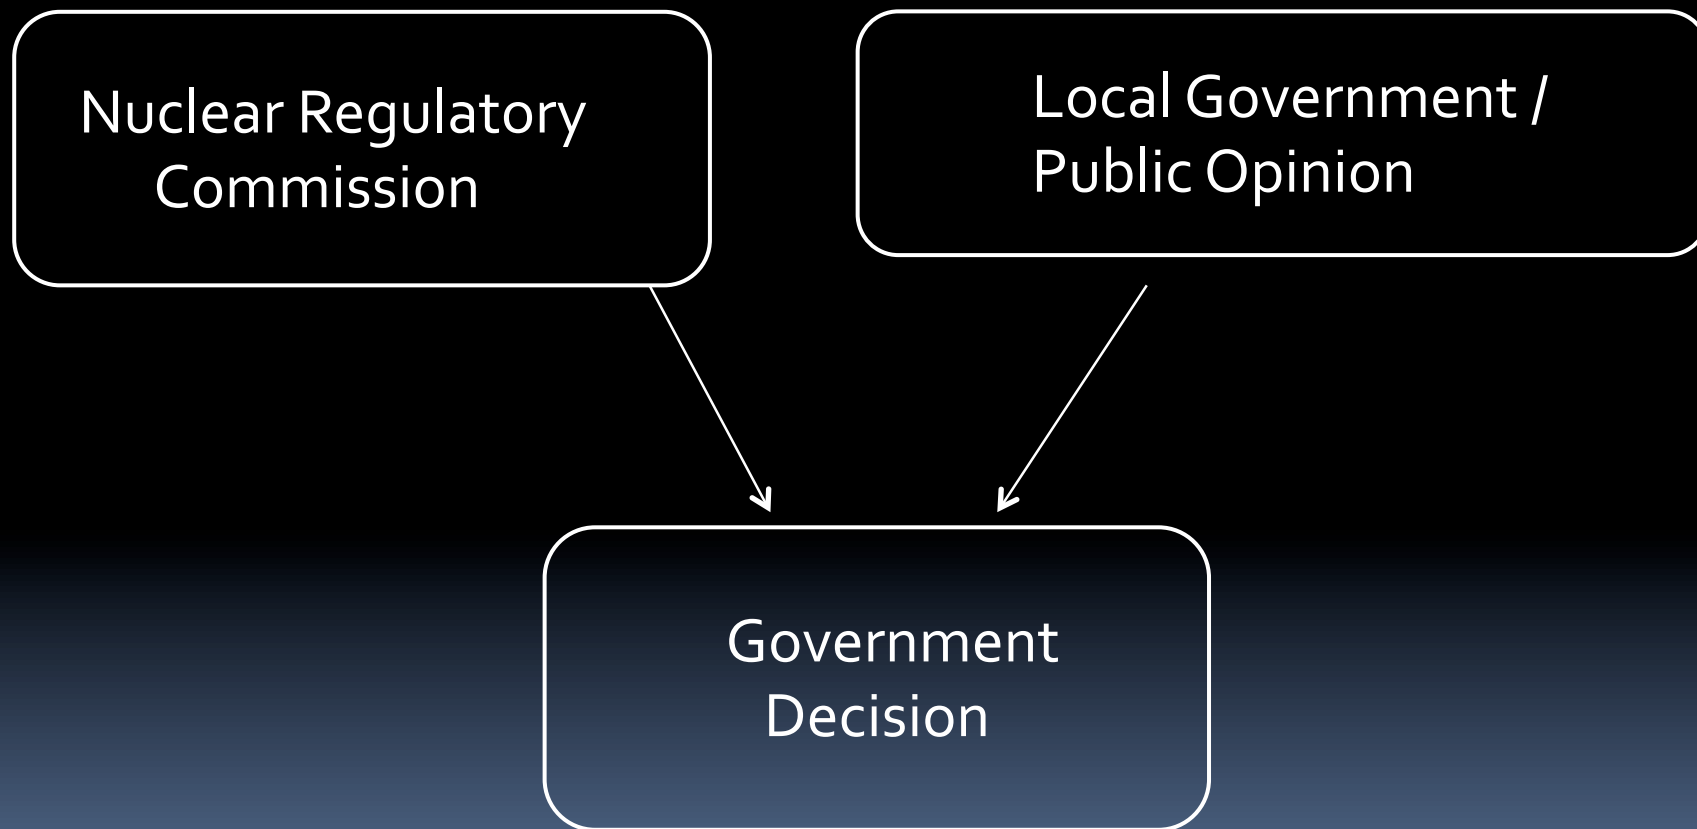 Nuclear Regulatory
Commission
Local Government /
Public Opinion
Government
Decision